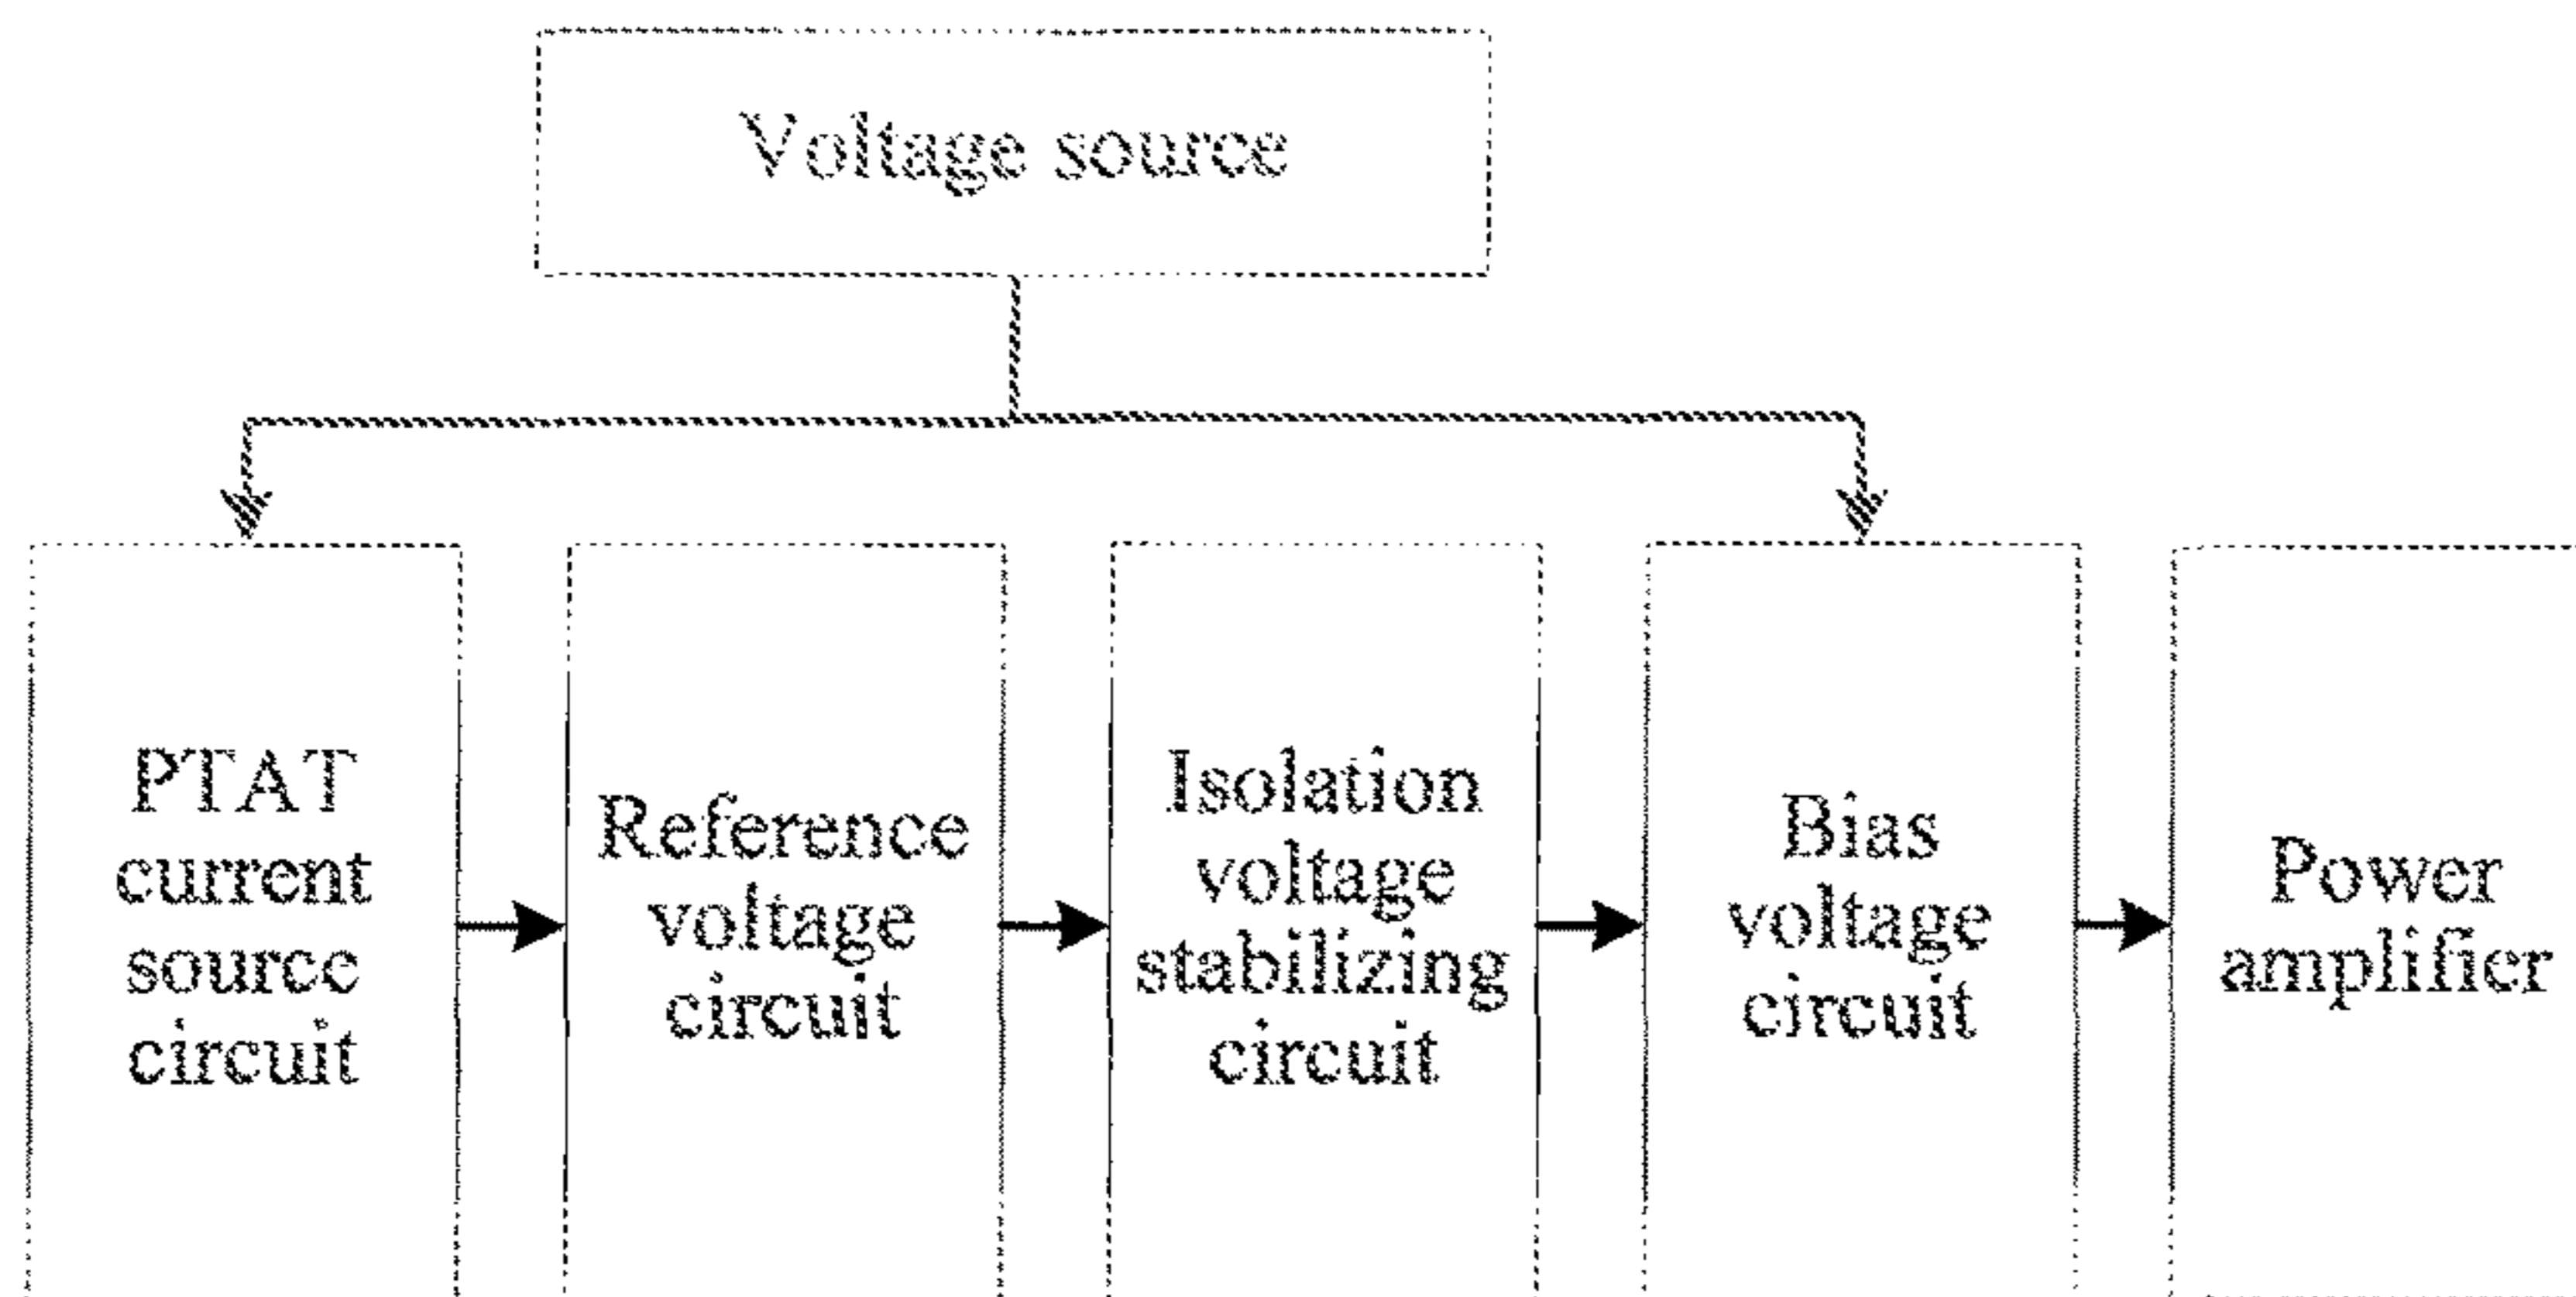 Voltage source
PTAT
current
source
circuit
Reference
voltage
circuit
Isolation
voltage
stabilizing
circuit
Bias
voltage
circuit
Power
amplifier